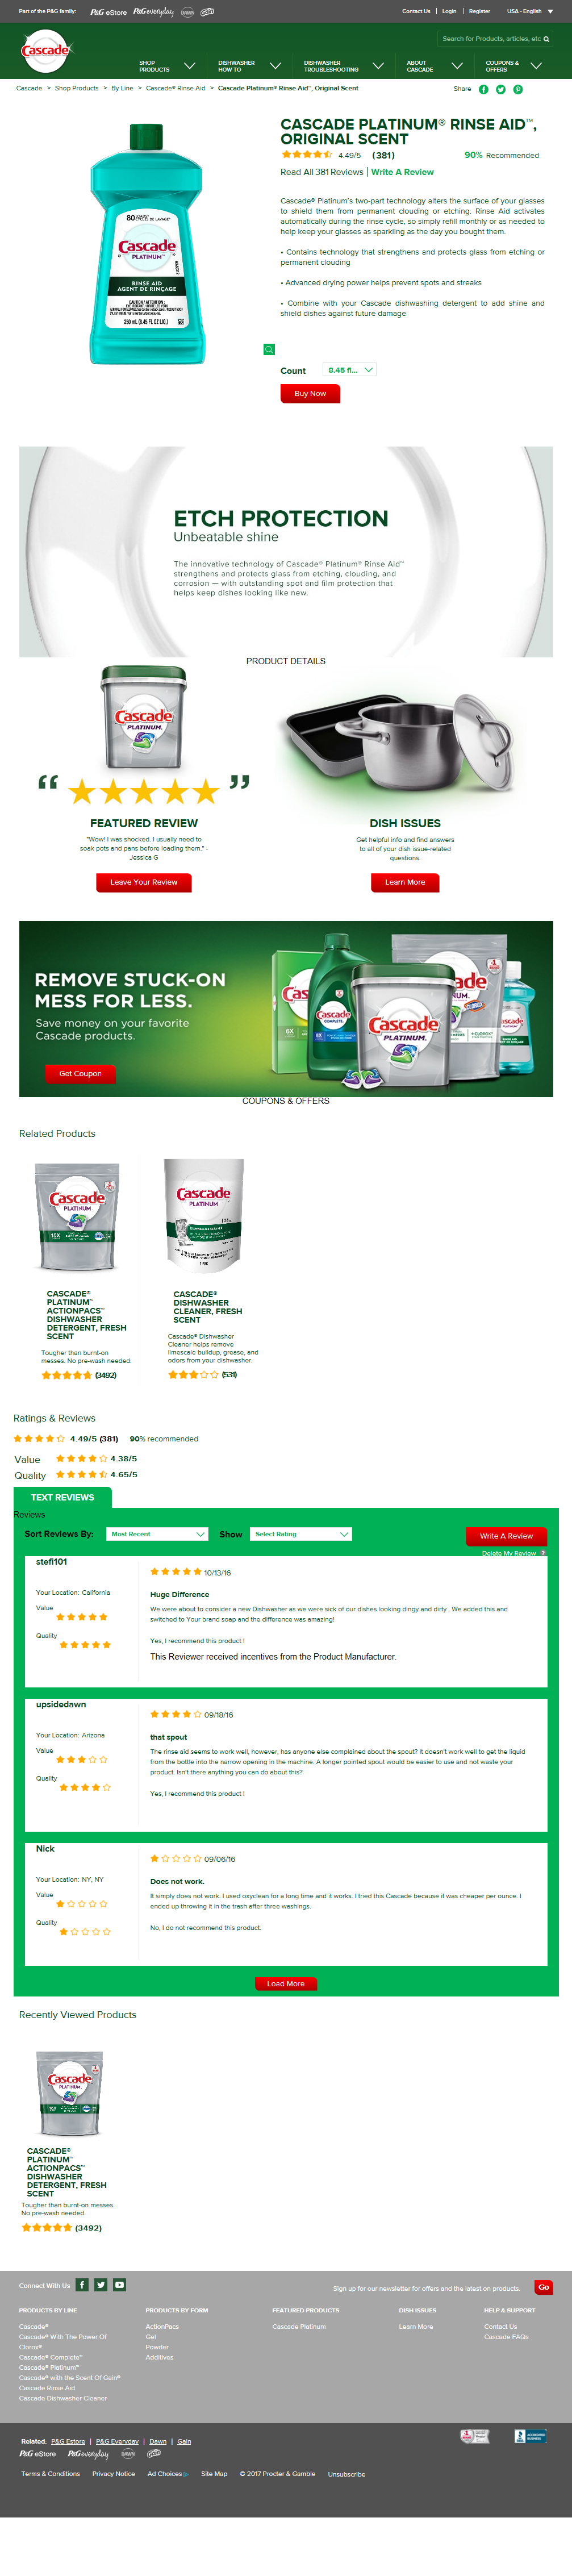 Part of the P&G family:
P&G eStore
P&G everyday
DAWN
Contact Us | Login | Register
USA - English
Cascade
Search for Products, articles, etc
SHOP
PRODUCTS
DISHWASHER
HOW TO
DISHWASHER
TROUBLESHOOTING
ABOUT
CASCADE
COUPONS &
OFFERS
Cascade > Shop Products > By Line > Cascade® Rinse Aid > Cascade Platinum® Rinse Aid™, Original Scent
Share
80 LOADS/
CYCLES DE LAVAGE*
Cascade
PLATINUM™
RINSE AID
AGENT DE RINÇAGE
250 mL (8.45 FL OZ LIQ.)
CASCADE PLATINUM® RINSE AID™,
ORIGINAL SCENT
4.49/5 (381)
90% Recommended
Read All 381 Reviews | Write A Review
Cascade® Platinum's two-part technology alters the surface of your glasses
to shield them from permanent clouding or etching. Rinse Aid activates
automatically during the rinse cycle, so simply refill monthly or as needed to
help keep your glasses as sparkling as the day you bought them.
• Contains technology that strengthens and protects glass from etching or
permanent clouding
• Advanced drying power helps prevent spots and streaks
• Combine with your Cascade dishwashing detergent to add shine and
shield dishes against future damage
Count
8.45 fl...
Buy Now
ETCH PROTECTION
Unbeatable shine
The innovative technology of Cascade® Platinum® Rinse Aid™
strengthens and protects glass from etching, clouding, and
corrosion — with outstanding spot and film protection that
helps keep dishes looking like new.
PRODUCT DETAILS
Cascade
PLATINUM
“ ”
FEATURED REVIEW
"Wow! I was shocked. I usually need to
soak pots and pans before loading them." -
Jessica G
Leave Your Review
DISH ISSUES
Get helpful info and find answers
to all of your dish issue-related
questions.
Learn More
REMOVE STUCK-ON
MESS FOR LESS.
Save money on your favorite
Cascade products.
Get Coupon
Cascade
COMPLETE
Cascade
PLATINUM
COUPONS & OFFERS
Related Products
Cascade
PLATINUM
CASCADE®
PLATINUM™
ACTIONPACS™
DISHWASHER
DETERGENT, FRESH
SCENT
Tougher than burnt-on
messes. No pre-wash needed.
(3492)
Cascade
PLATINUM
CASCADE®
DISHWASHER
CLEANER, FRESH
SCENT
Cascade® Dishwasher
Cleaner helps remove
limescale buildup, grease, and
odors from your dishwasher.
(531)
Ratings & Reviews
4.49/5 (381) 90% recommended
Value 4.38/5
Quality 4.65/5
TEXT REVIEWS
Reviews
Sort Reviews By:
Most Recent
Show
Select Rating
Write A Review
Delete My Review ?
stefi101
Your Location: California
Value
Quality
10/13/16
Huge Difference
We were about to consider a new Dishwasher as we were sick of our dishes looking dingy and dirty . We added this and
switched to Your brand soap and the difference was amazing!
Yes, I recommend this product !
This Reviewer received incentives from the Product Manufacturer.
upsidedawn
Your Location: Arizona
Value
Quality
09/18/16
that spout
The rinse aid seems to work well, however, has anyone else complained about the spout? It doesn't work well to get the liquid
from the bottle into the narrow opening in the machine. A longer pointed spout would be easier to use and not waste your
product. Isn't there anything you can do about this?
Yes, I recommend this product !
Nick
Your Location: NY, NY
Value
Quality
09/06/16
Does not work.
It simply does not work. I used oxyclean for a long time and it works. I tried this Cascade because it was cheaper per ounce. I
ended up throwing it in the trash after three washings.
No, I do not recommend this product.
Load More
Recently Viewed Products
Cascade
PLATINUM
CASCADE®
PLATINUM™
ACTIONPACS™
DISHWASHER
DETERGENT, FRESH
SCENT
Tougher than burnt-on messes.
No pre-wash needed.
(3492)
Connect With Us
Sign up for our newsletter for offers and the latest on products.
Go
PRODUCTS BY LINE
Cascade®
Cascade® With The Power Of
Clorox®
Cascade® Complete™
Cascade® Platinum™
Cascade® with the Scent Of Gain®
Cascade Rinse Aid
Cascade Dishwasher Cleaner
PRODUCTS BY FORM
ActionPacs
Gel
Powder
Additives
FEATURED PRODUCTS
Cascade Platinum
DISH ISSUES
Learn More
HELP & SUPPORT
Contact Us
Cascade FAQs
Related: P&G Estore | P&G Everyday | Dawn | Gain
P&G eStore
P&G everyday
DAWN
ACCREDITED
BUSINESS
Terms & Conditions
Privacy Notice
Ad Choices
Site Map
© 2017 Procter & Gamble
Unsubscribe